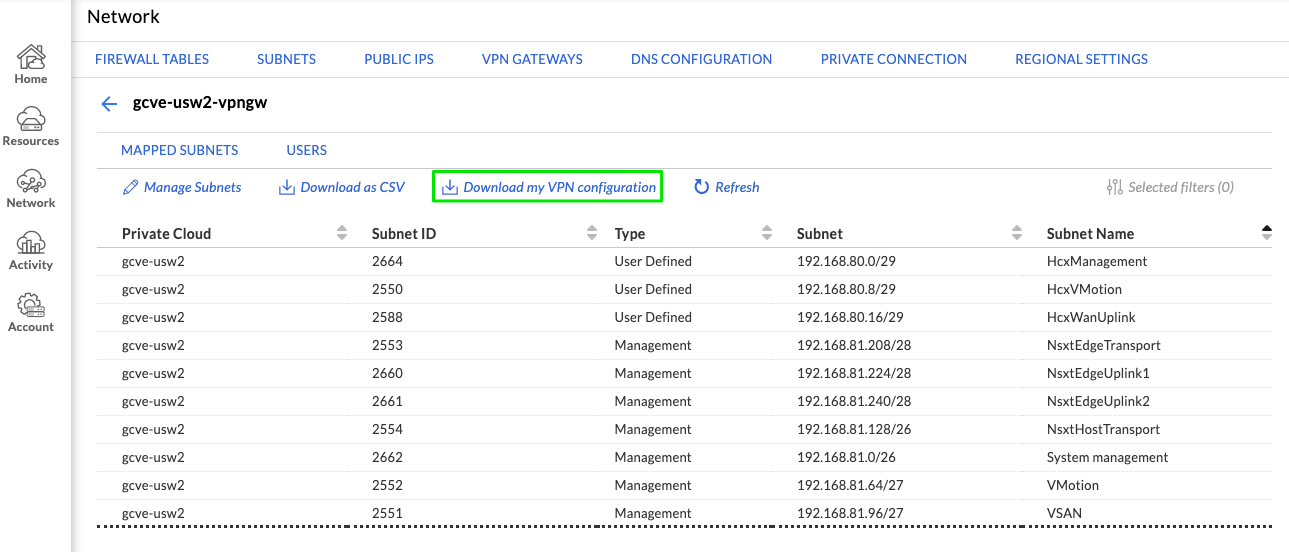 Network
Home
Resources
Network
Activity
Account
FIREWALL TABLES SUBNETS PUBLIC IPS VPN GATEWAYS DNS CONFIGURATION PRIVATE CONNECTION REGIONAL SETTINGS
gcve-usw2-vpngw
MAPPED SUBNETS USERS
Manage Subnets Download as CSV Download my VPN configuration Refresh Selected filters (0)
Private Cloud Subnet ID Type Subnet Subnet Name
gcve-usw2 2664 User Defined 192.168.80.0/29 HcxManagement
gcve-usw2 2550 User Defined 192.168.80.8/29 HcxVMotion
gcve-usw2 2588 User Defined 192.168.80.16/29 HcxWanUplink
gcve-usw2 2553 Management 192.168.81.208/28 NsxtEdgeTransport
gcve-usw2 2660 Management 192.168.81.224/28 NsxtEdgeUplink1
gcve-usw2 2661 Management 192.168.81.240/28 NsxtEdgeUplink2
gcve-usw2 2554 Management 192.168.81.128/26 NsxtHostTransport
gcve-usw2 2662 Management 192.168.81.0/26 System management
gcve-usw2 2552 Management 192.168.81.64/27 VMotion
gcve-usw2 2551 Management 192.168.81.96/27 VSAN